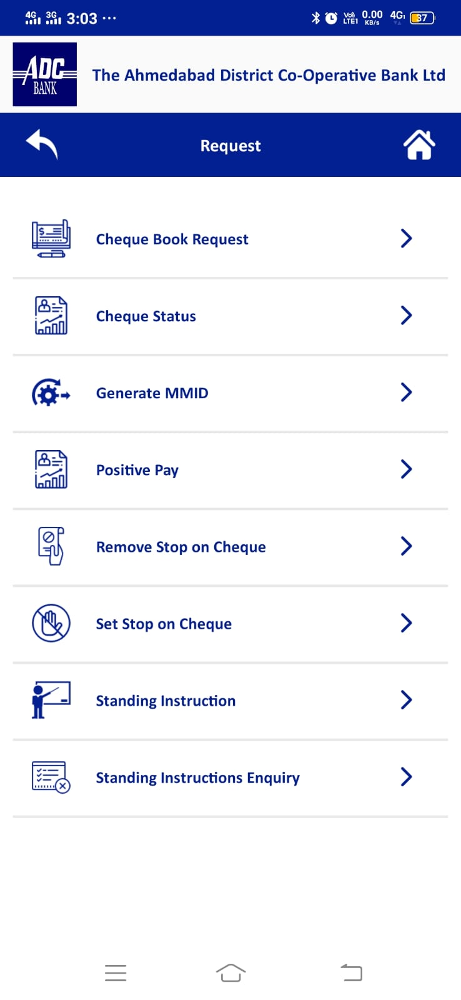 4G 3G 3:03 ··· Vo)) LTE1 0.00 KB/s 4G 37
ADC
BANK
The Ahmedabad District Co-Operative Bank Ltd
Request
Cheque Book Request
Cheque Status
Generate MMID
Positive Pay
Remove Stop on Cheque
Set Stop on Cheque
Standing Instruction
Standing Instructions Enquiry